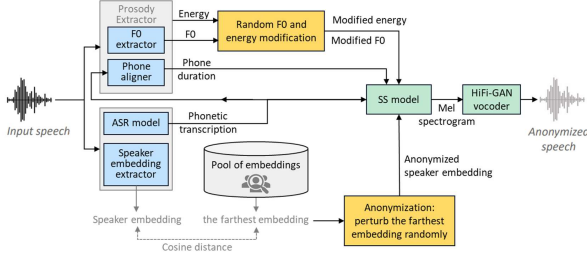 Prosody
Extractor
F0
extractor
Phone
aligner
Energy
F0
Random F0 and
energy modification
Modified energy
Modified F0
Phone
duration
Input speech
ASR model
Phonetic
transcription
Speaker
embedding
extractor
Pool of embeddings
SS model
Mel
spectrogram
HiFi-GAN
vocoder
Anonymized
speech
Anonymized
speaker embedding
Speaker embedding
the farthest embedding
Cosine distance
Anonymization:
perturb the farthest
embedding randomly